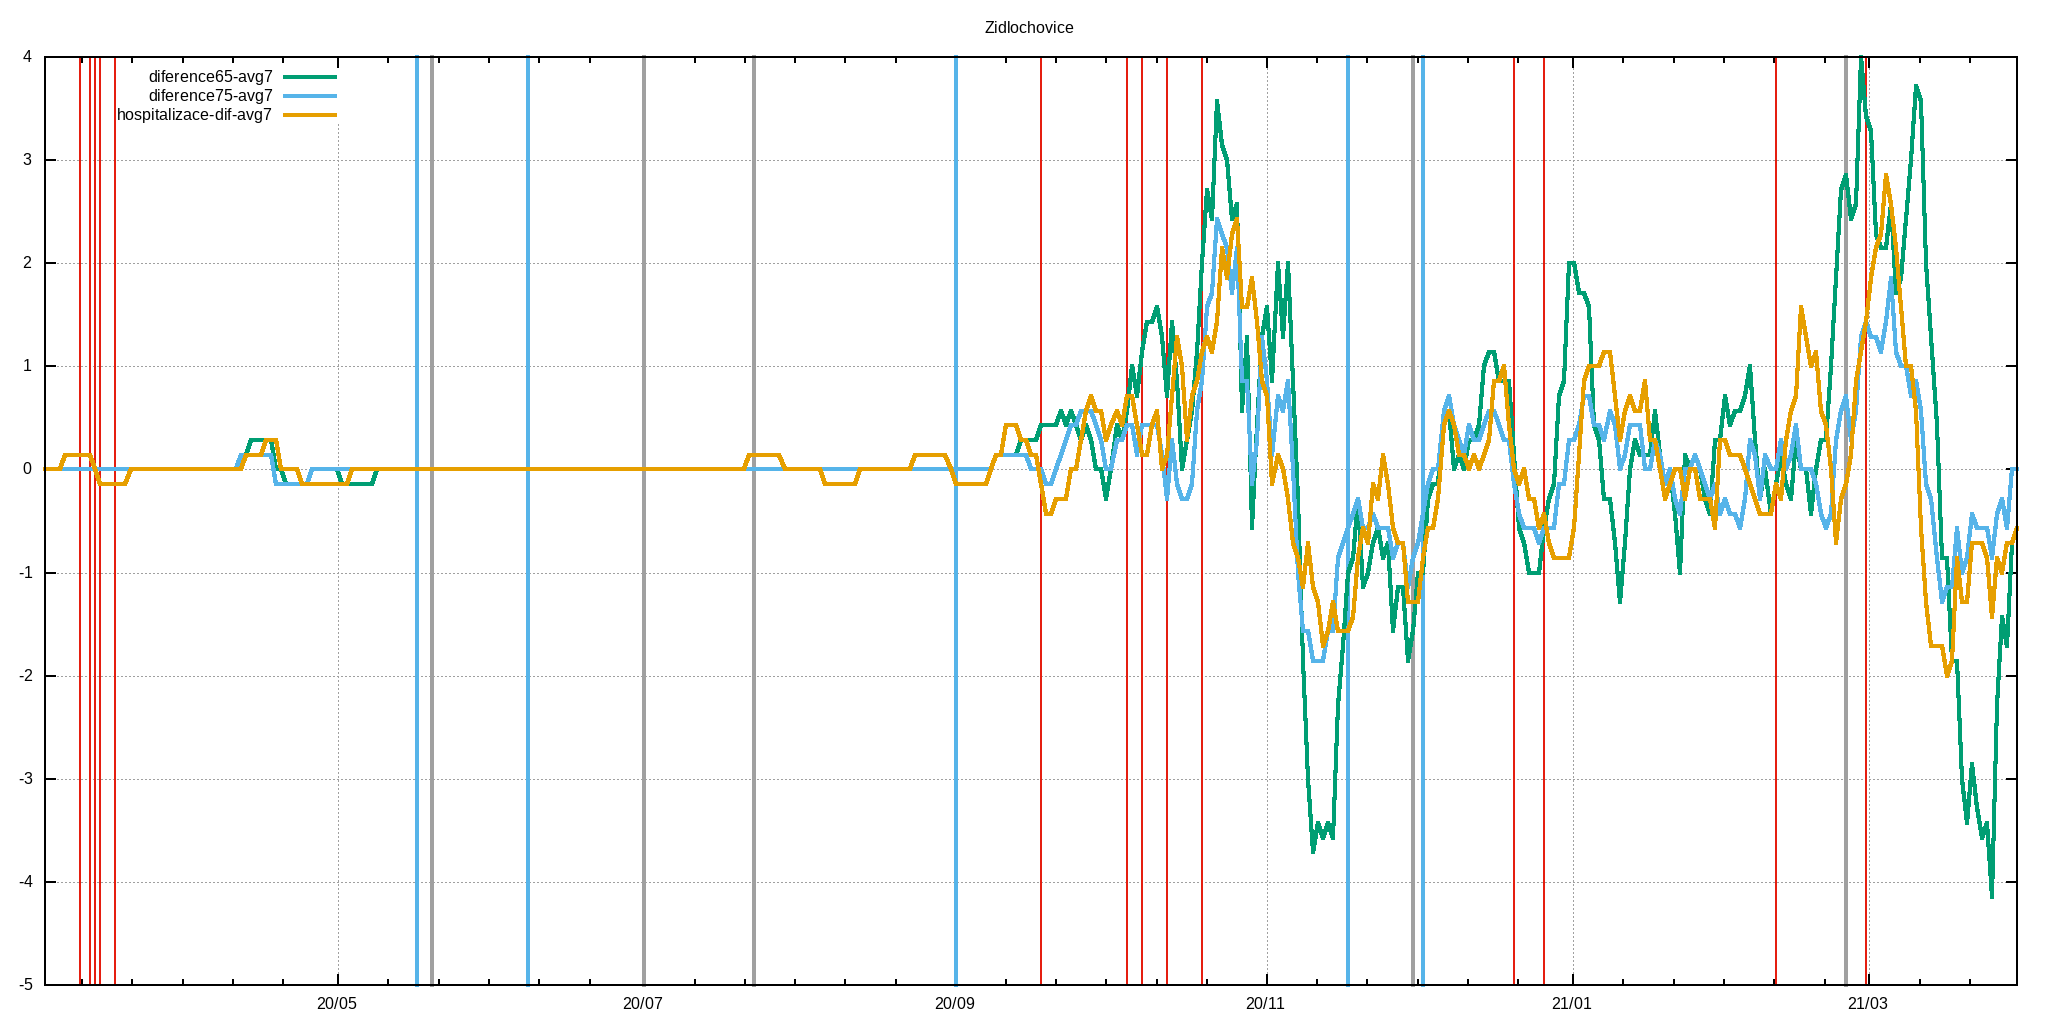 Zidlochovice
diference65-avg7
diference75-avg7
hospitalizace-dif-avg7
4
3
2
1
0
-1
-2
-3
-4
-5
20/05 20/07 20/09 20/11 21/01 21/03